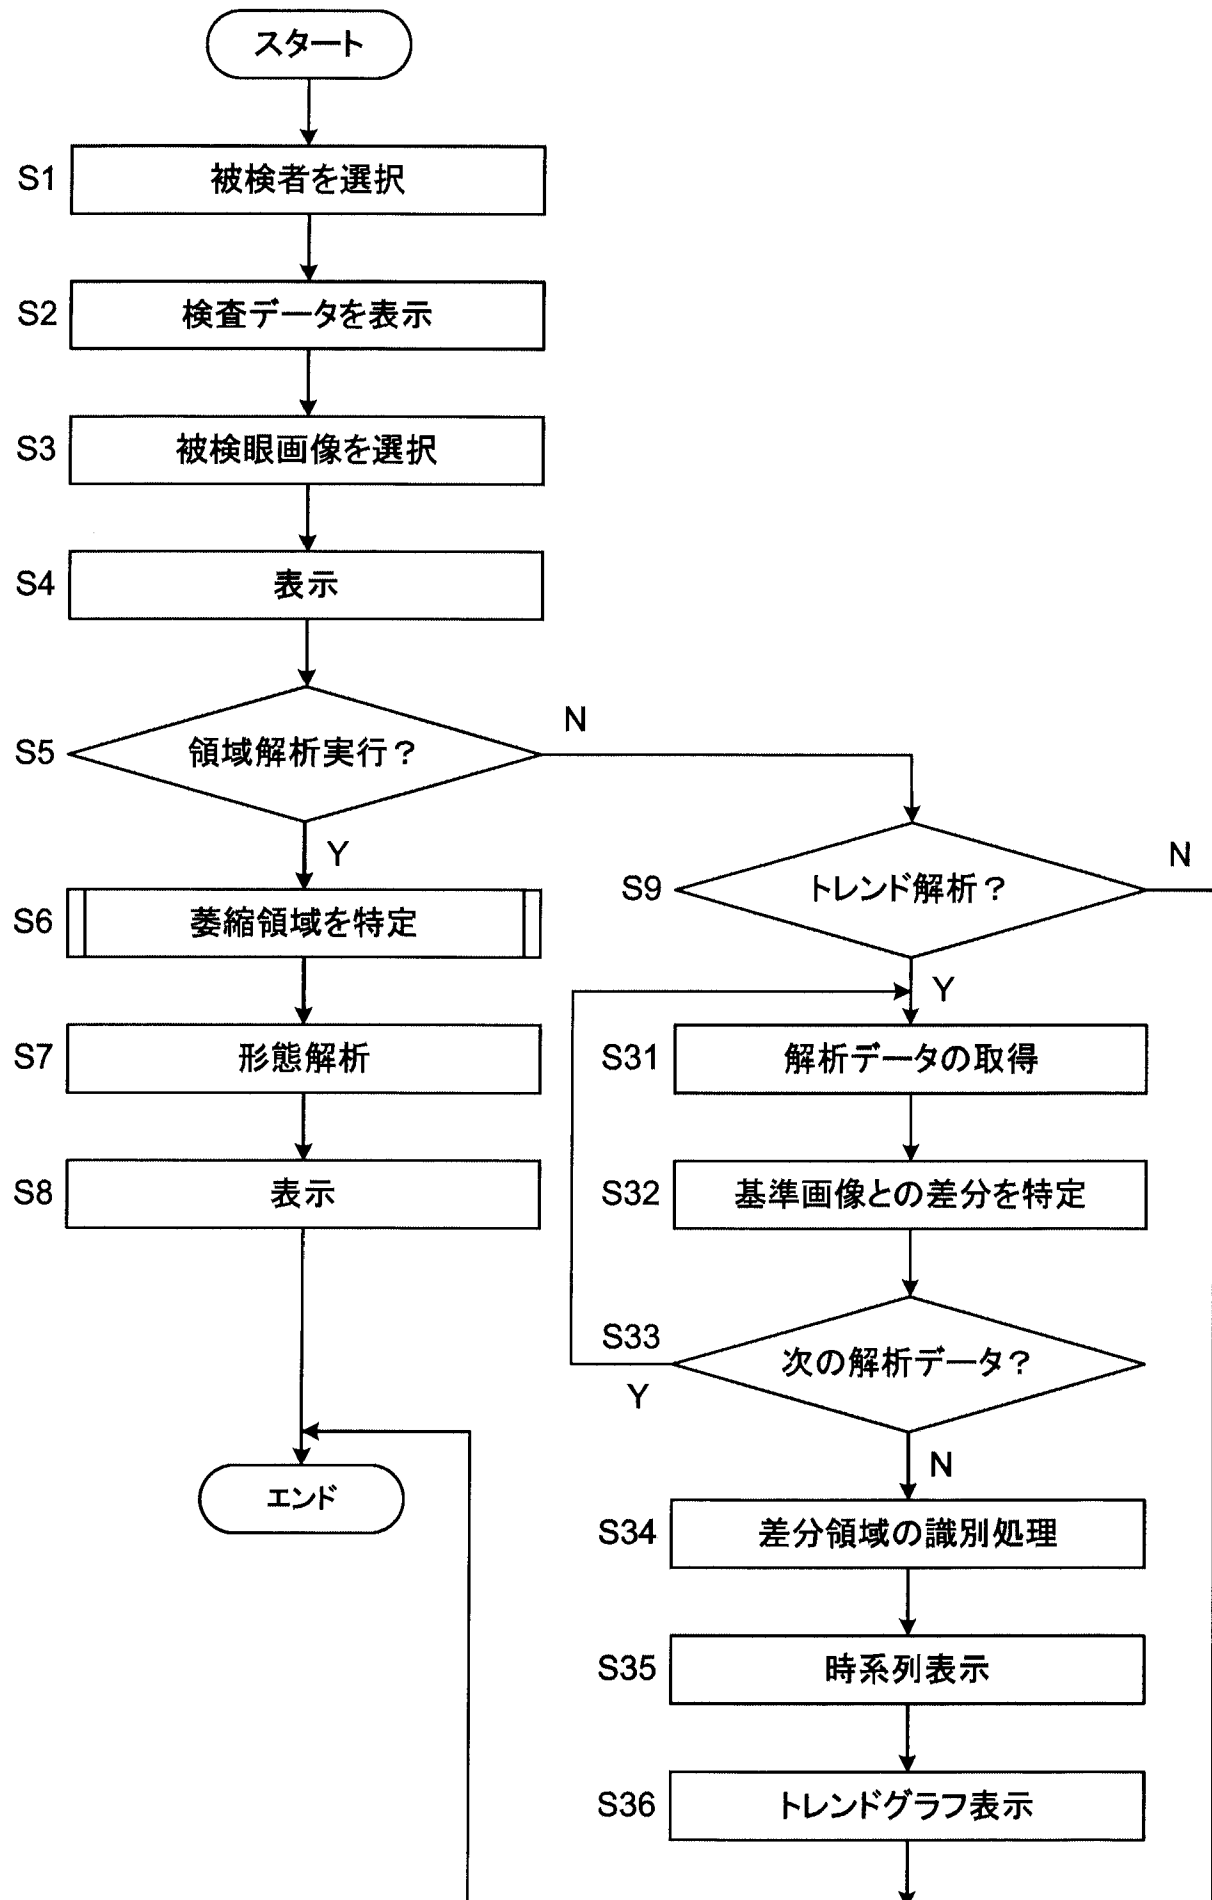 スタート
S1 被検者を選択
S2 検査データを表示
S3 被検眼画像を選択
S4 表示
S5 領域解析実行?
N
Y
S6 萎縮領域を特定
S7 形態解析
S8 表示
エンド
S9 トレンド解析?
N
Y
S31 解析データの取得
S32 基準画像との差分を特定
S33 次の解析データ?
Y
N
S34 差分領域の識別処理
S35 時系列表示
S36 トレンドグラフ表示